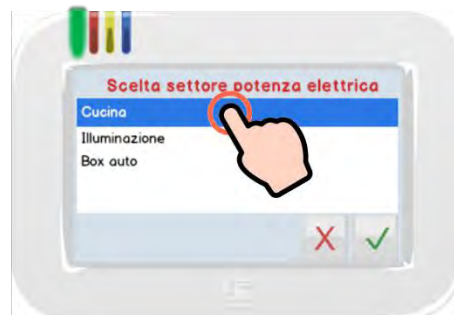 Scelta settore potenza elettrica
Cucina
Illuminazione
Box auto
X ✓